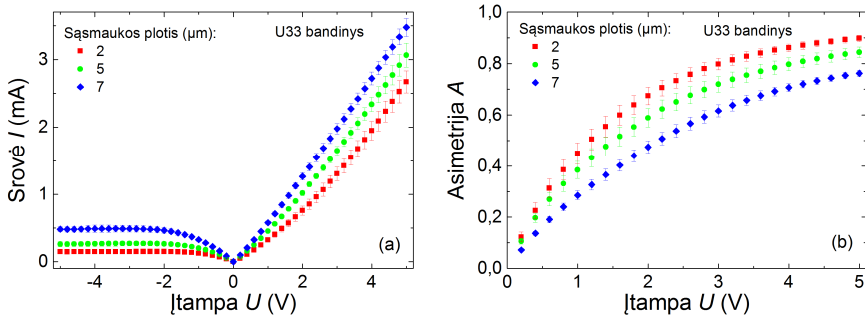 Sąsmaukos plotis (μm):
2
5
7
U33 bandinys
Srovė I (mA)
3
2
1
0
-4
-2
0
2
4
Įtampa U (V)
(a)
Sąsmaukos plotis (μm):
2
5
7
U33 bandinys
Asimetrija A
1,0
0,8
0,6
0,4
0,2
0,0
0
1
2
3
4
5
Įtampa U (V)
(b)